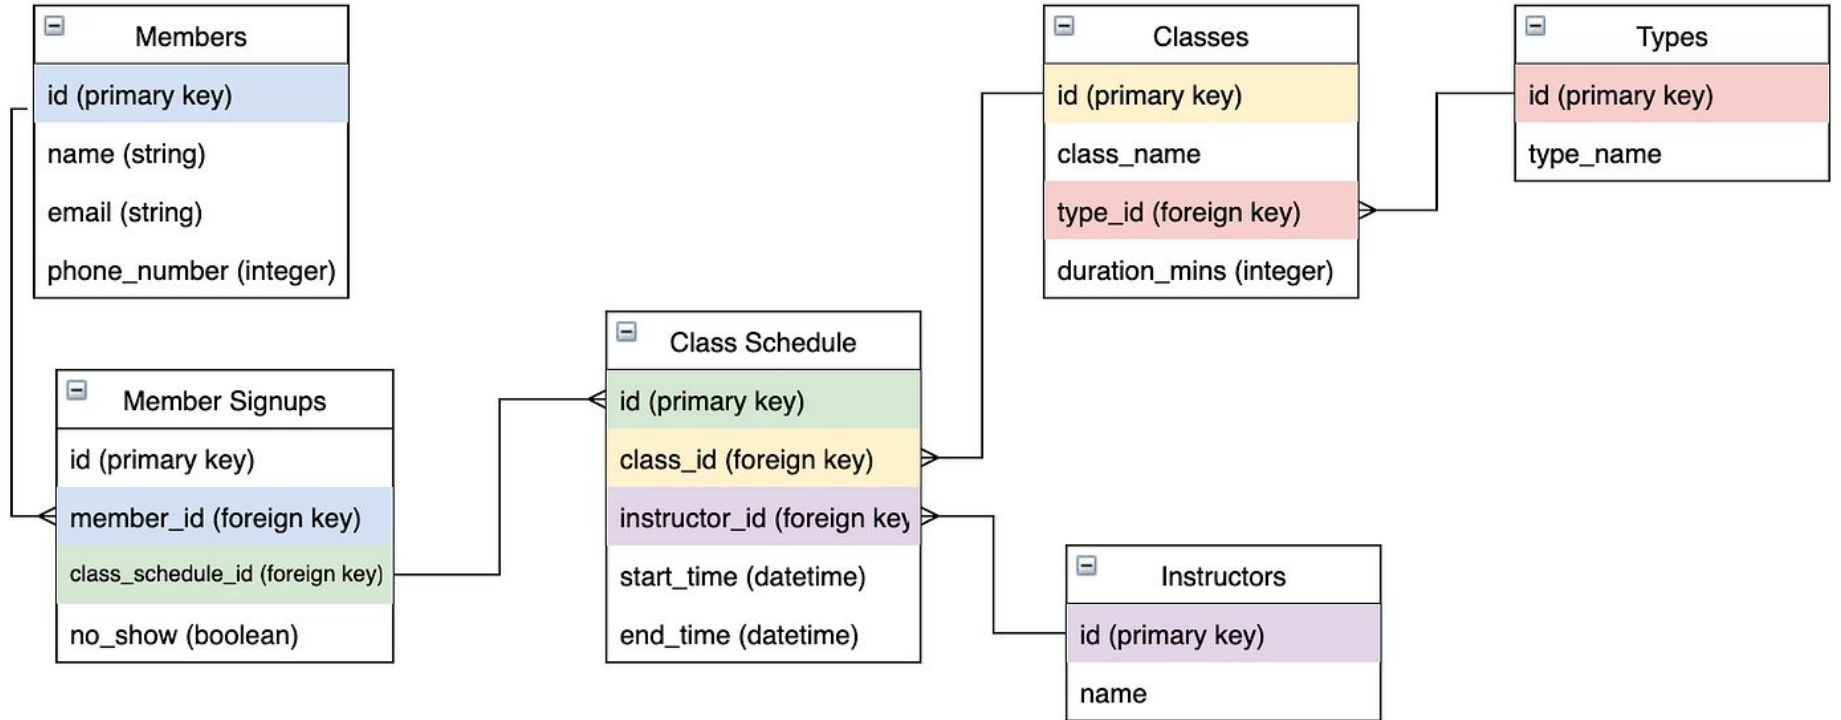 Members
id (primary key)
name (string)
email (string)
phone_number (integer)
Member Signups
id (primary key)
member_id (foreign key)
class_schedule_id (foreign key)
no_show (boolean)
Class Schedule
id (primary key)
class_id (foreign key)
instructor_id (foreign key
start_time (datetime)
end_time (datetime)
Classes
id (primary key)
class_name
type_id (foreign key)
duration_mins (integer)
Types
id (primary key)
type_name
Instructors
id (primary key)
name